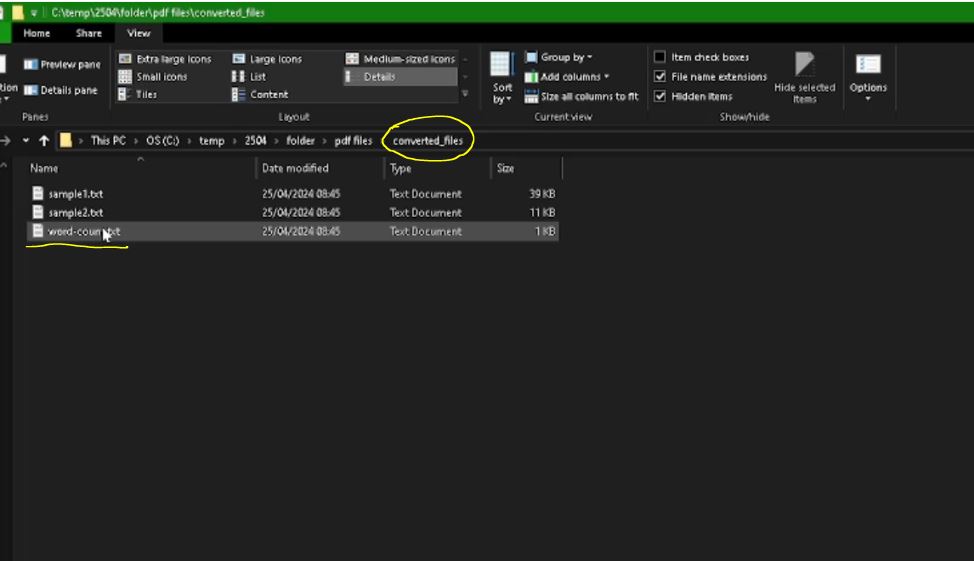 C:\temp\2504\folder\pdf files\converted_files
Home Share View
Preview pane
Details pane
Panes
Extra large icons Large icons Medium-sized icons
Small icons List Details
Tiles Content
Layout
Sort by
Group by
Add columns
Size all columns to fit
Current view
Item check boxes
File name extensions
Hidden items
Hide selected items
Show/hide
Options
This PC > OS (C:) > temp > 2504 > folder > pdf files > converted_files
Name Date modified Type Size
sample1.txt 25/04/2024 08:45 Text Document 39 KB
sample2.txt 25/04/2024 08:45 Text Document 11 KB
word-count.txt 25/04/2024 08:45 Text Document 1 KB